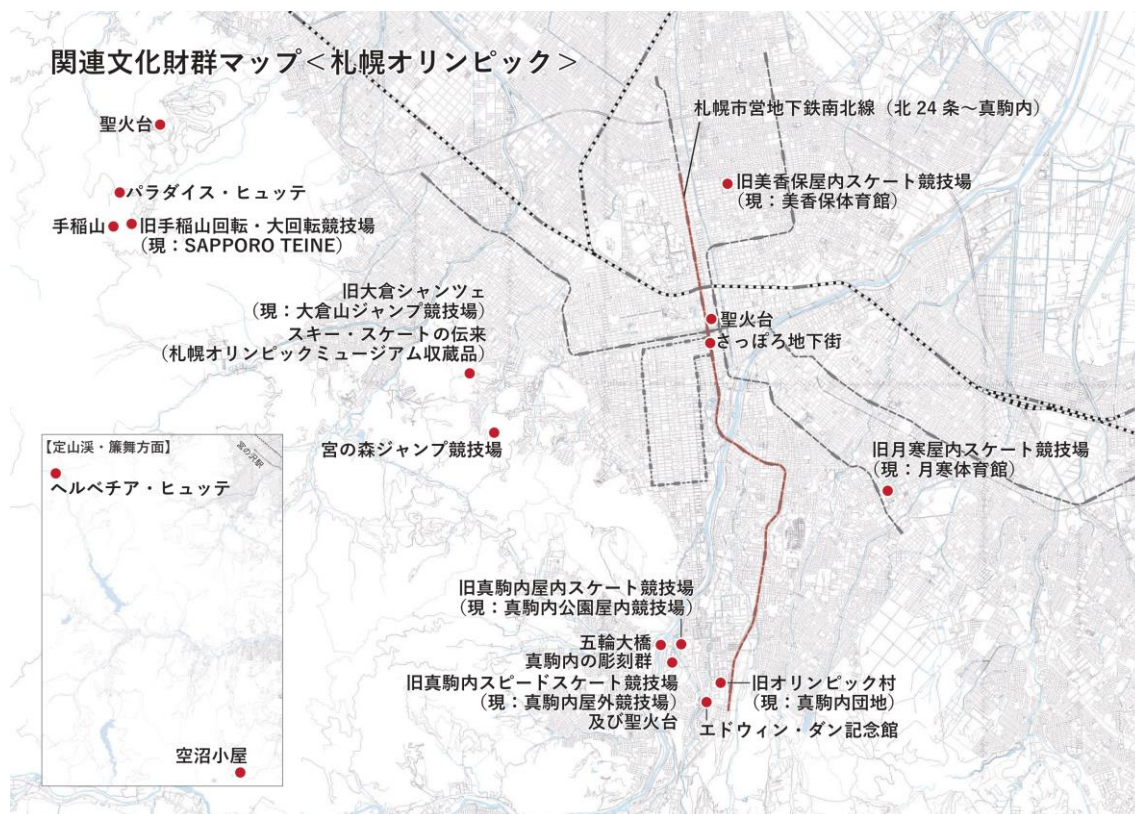 関連文化財群マップ＜札幌オリンピック＞
聖火台
パラダイス・ヒュッテ
手稲山
旧手稲山回転・大回転競技場
（現：SAPPORO TEINE）
札幌市営地下鉄南北線（北 24 条～真駒内）
旧美香保屋内スケート競技場
（現：美香保体育館）
旧大倉シャンツェ
（現：大倉山ジャンプ競技場）
スキー・スケートの伝来
（札幌オリンピックミュージアム収蔵品）
聖火台
さっぽろ地下街
宮の森ジャンプ競技場
旧月寒屋内スケート競技場
（現：月寒体育館）
【定山渓・簾舞方面】
宮の沢駅
ヘルベチア・ヒュッテ
空沼小屋
旧真駒内屋内スケート競技場
（現：真駒内公園屋内競技場）
五輪大橋
真駒内の彫刻群
旧真駒内スピードスケート競技場
（現：真駒内屋外競技場）
及び聖火台
旧オリンピック村
（現：真駒内団地）
エドウィン・ダン記念館